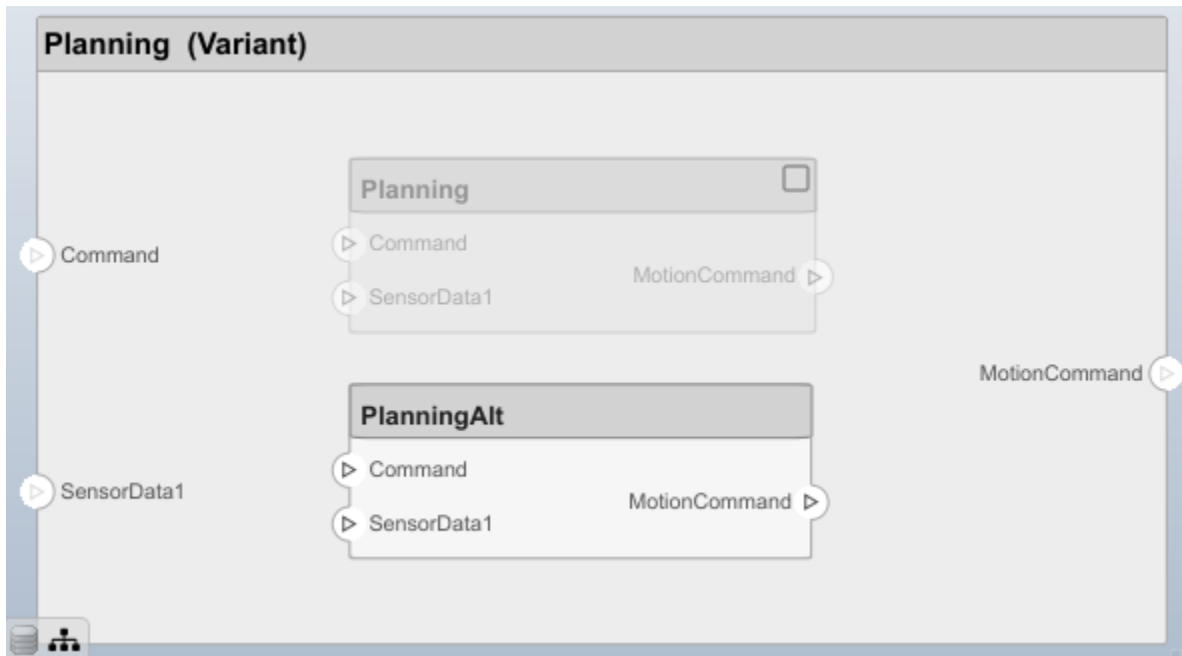 Planning (Variant)
Planning
Command
Command
MotionCommand
SensorData1
MotionCommand
PlanningAlt
Command
SensorData1
MotionCommand
SensorData1